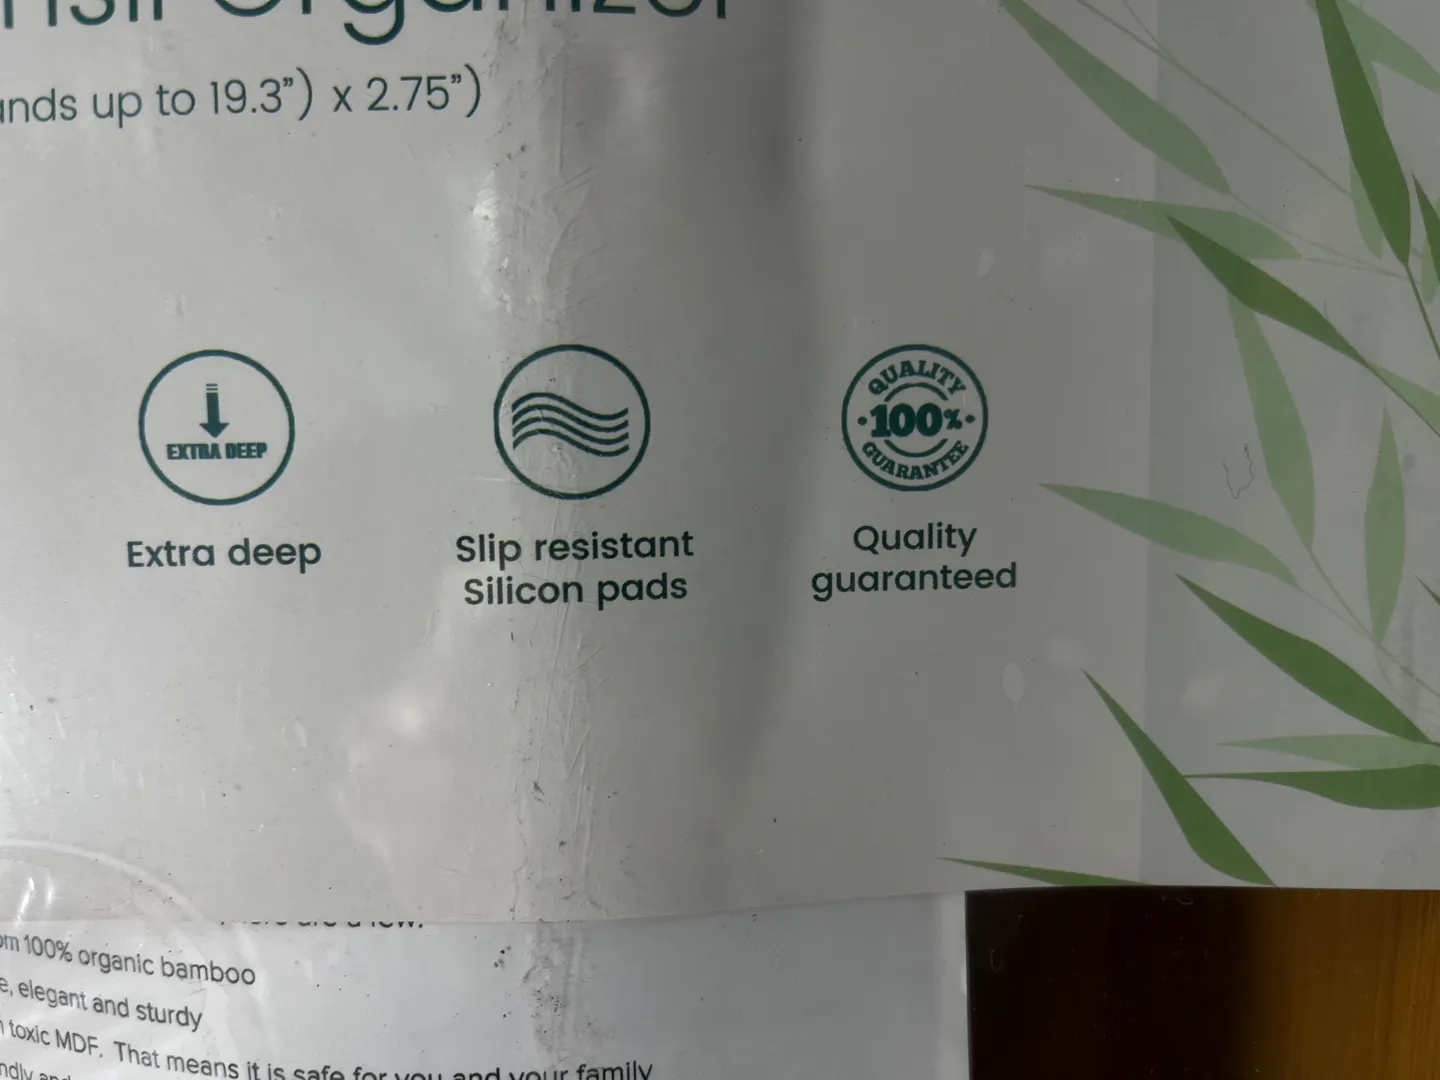 Organizer
up to 19.3”) x 2.75”)
EXTRA DEEP
Extra deep
Slip resistant
Silicon pads
QUALITY
100%
GUARANTEE
Quality
guaranteed
100% organic bamboo
elegant and sturdy
toxic MDF. That means it is safe for you and your family